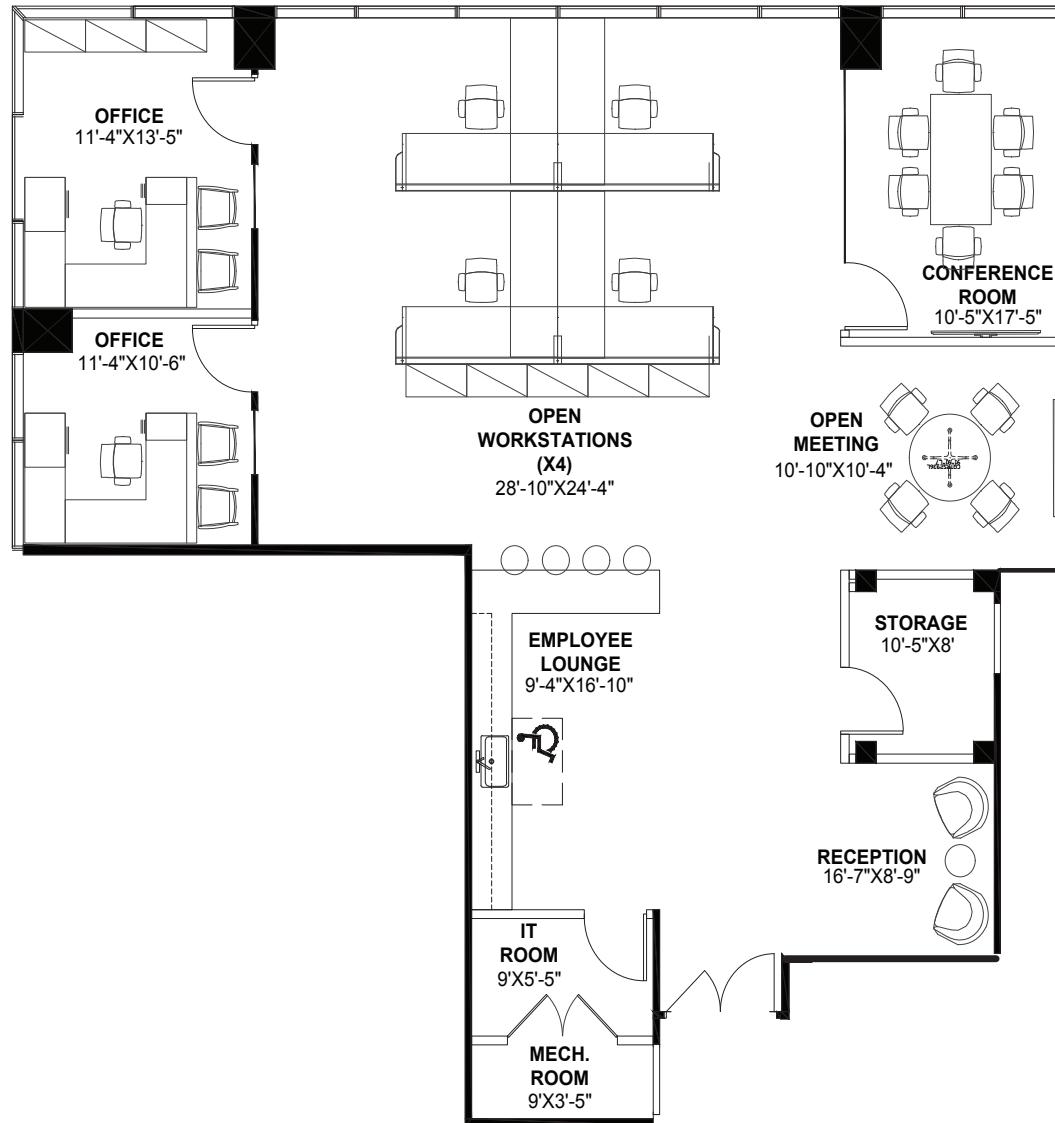 OFFICE
11'-4"X13'-5"
OFFICE
11'-4"X10'-6"
OPEN
WORKSTATIONS
(X4)
28'-10"X24'-4"
CONFERENCE
ROOM
10'-5"X17'-5"
OPEN
MEETING
10'-10"X10'-4"
EMPLOYEE
LOUNGE
9'-4"X16'-10"
STORAGE
10'-5"X8'
RECEPTION
16'-7"X8'-9"
IT
ROOM
9'X5'-5"
MECH.
ROOM
9'X3'-5"